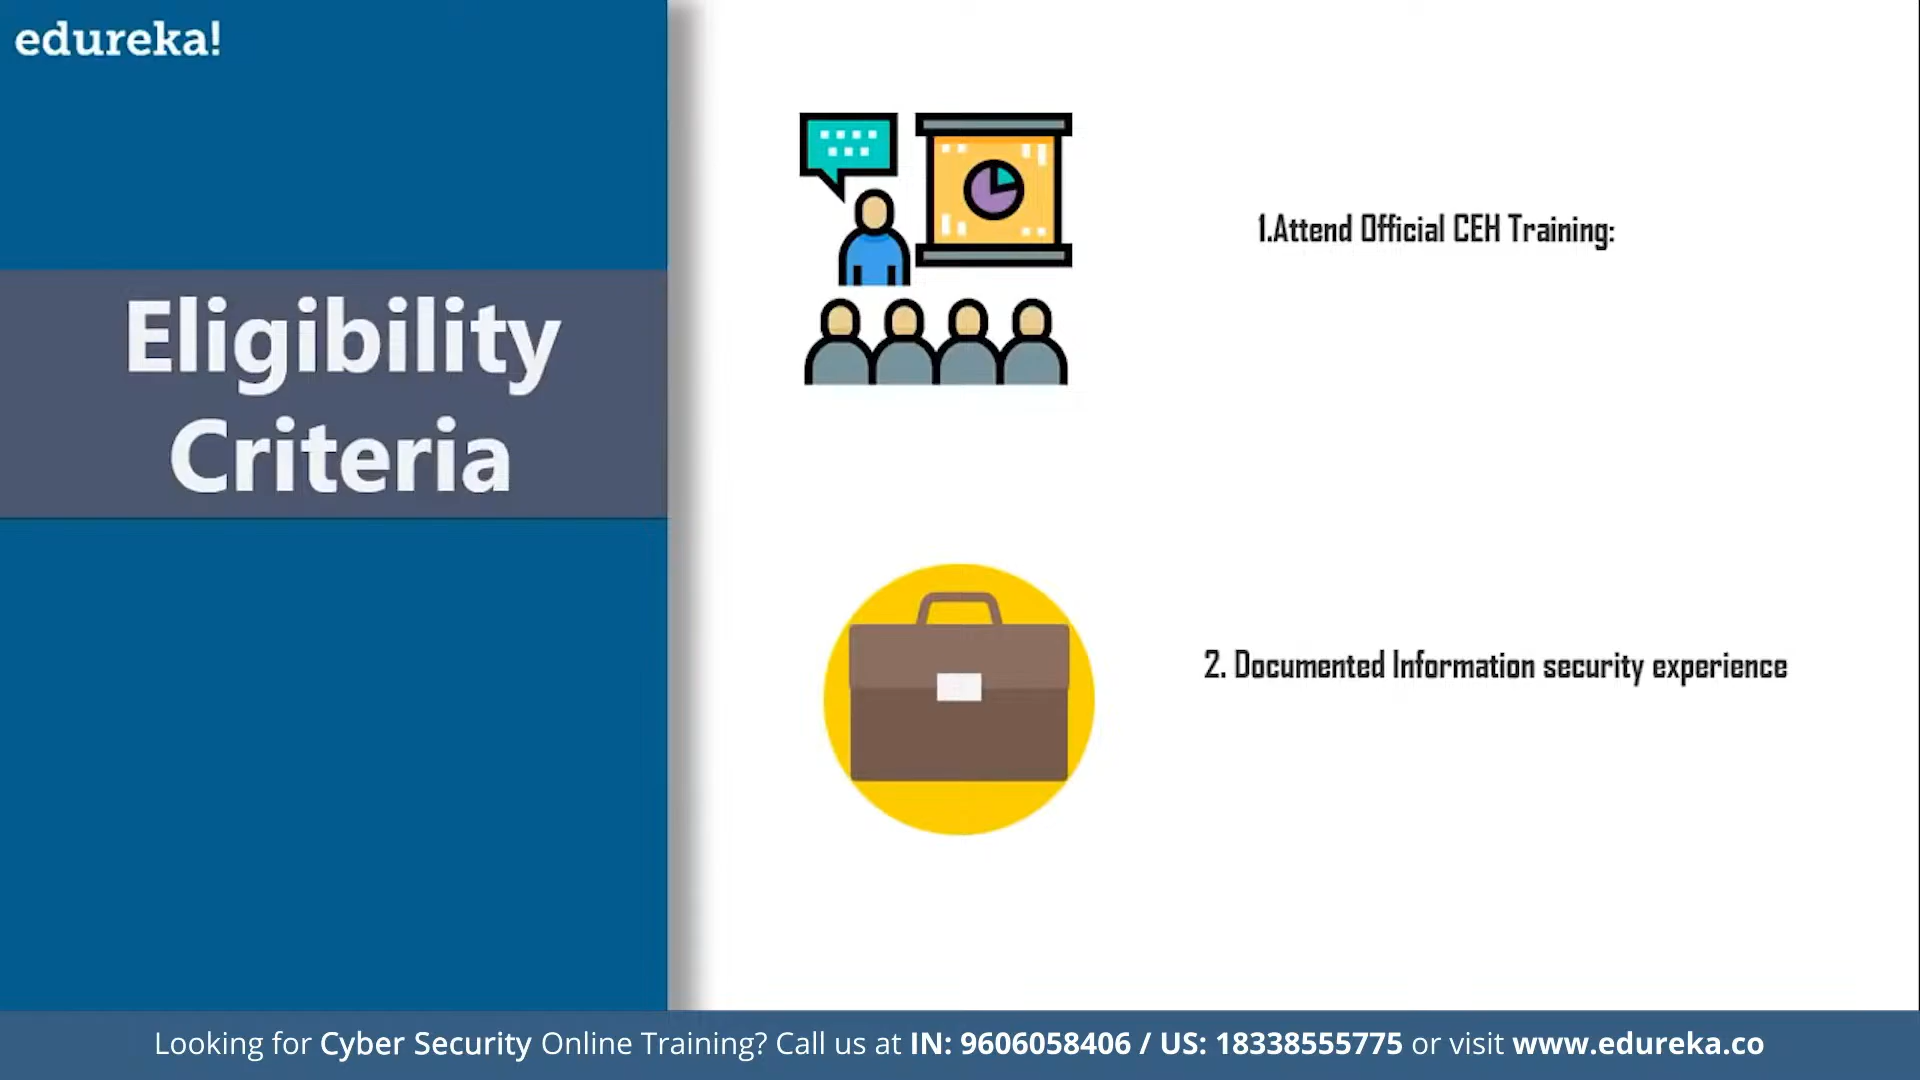 edureka!
Eligibility
Criteria
1.Attend Official CEH Training:
2. Documented Information security experience
Looking for Cyber Security Online Training? Call us at IN: 9606058406 / US: 18338555775 or visit www.edureka.co